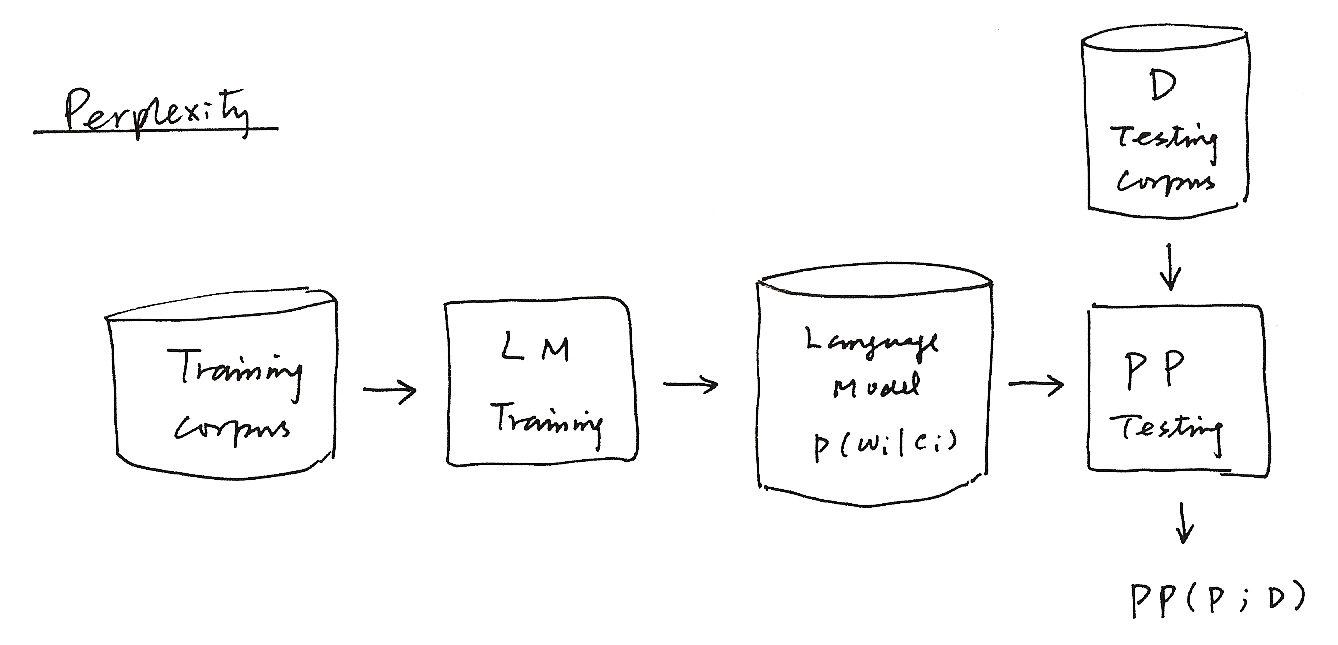 Perplexity
D
Testing
Corpus
Training
Corpus
LM
Training
Language
Model
P(wi|ci)
PP
Testing
PP(P;D)